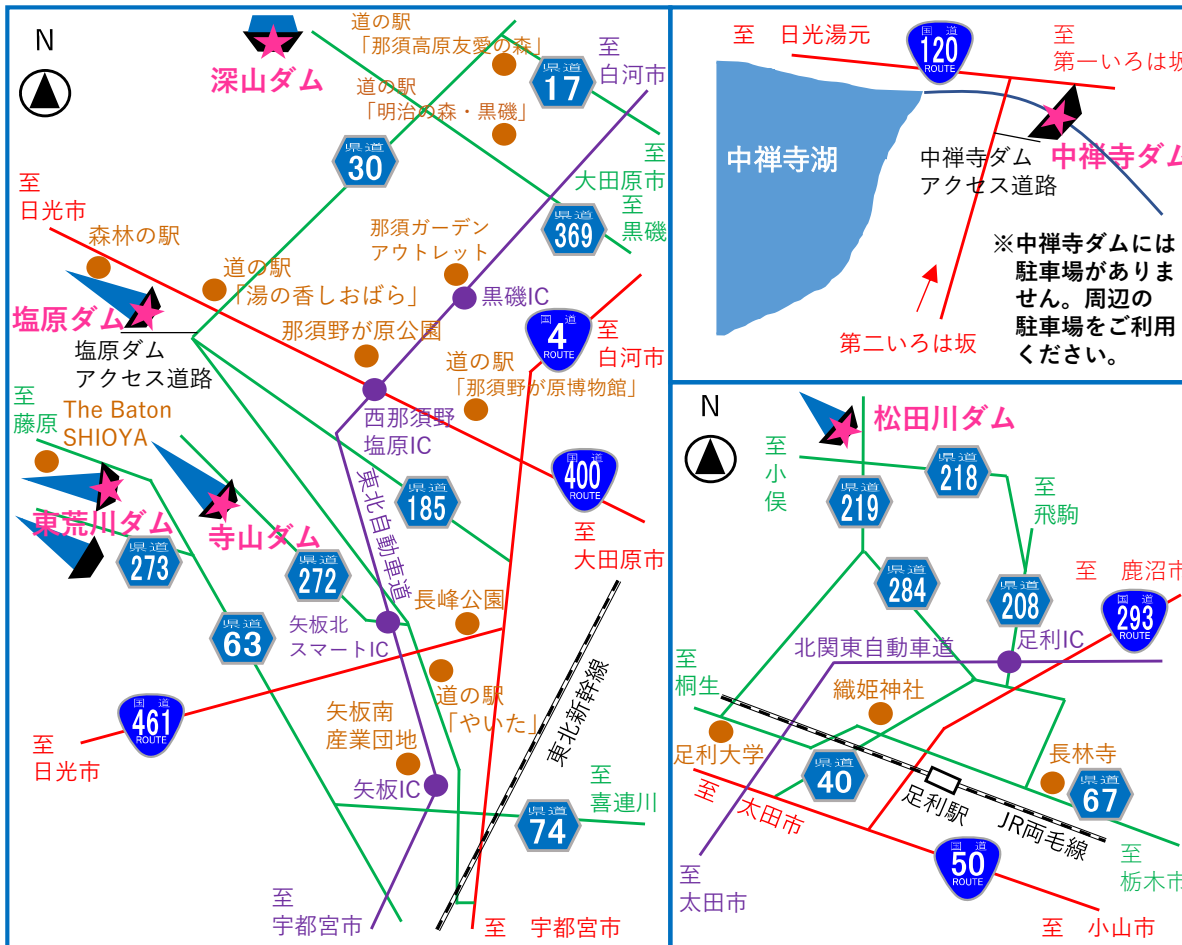 N
道の駅
「那須高原友愛の森」
至
白河市
深山ダム
県道
17
道の駅
「明治の森・黒磯」
県道
30
至
大田原市
至
黒磯
至
日光市
県道
369
森林の駅
那須ガーデン
アウトレット
道の駅
「湯の香しおばら」
黒磯IC
塩原ダム
国道
4
ROUTE
至
白河市
那須野が原公園
塩原ダム
アクセス道路
道の駅
「那須野が原博物館」
至
藤原
The Baton
SHIOYA
西那須野
塩原IC
国道
400
ROUTE
東北自動車道
県道
185
東荒川ダム
寺山ダム
至
大田原市
県道
273
県道
272
長峰公園
県道
63
矢板北
スマートIC
国道
461
ROUTE
道の駅
「やいた」
東北新幹線
矢板南
産業団地
至
日光市
矢板IC
至
喜連川
県道
74
至
宇都宮市
至 宇都宮市
至 日光湯元
国道
120
ROUTE
至
第一いろは坂
中禅寺湖
中禅寺ダム
アクセス道路
中禅寺ダム
※中禅寺ダムには
駐車場がありま
せん。周辺の
駐車場をご利用
ください。
第二いろは坂
N
松田川ダム
至
小俣
県道
218
県道
219
至
飛駒
県道
284
県道
208
至 鹿沼市
国道
293
ROUTE
北関東自動車道
足利IC
至
桐生
織姫神社
足利大学
県道
40
長林寺
県道
67
至
太田市
足利駅
JR両毛線
国道
50
ROUTE
至
栃木市
至
太田市
至 小山市